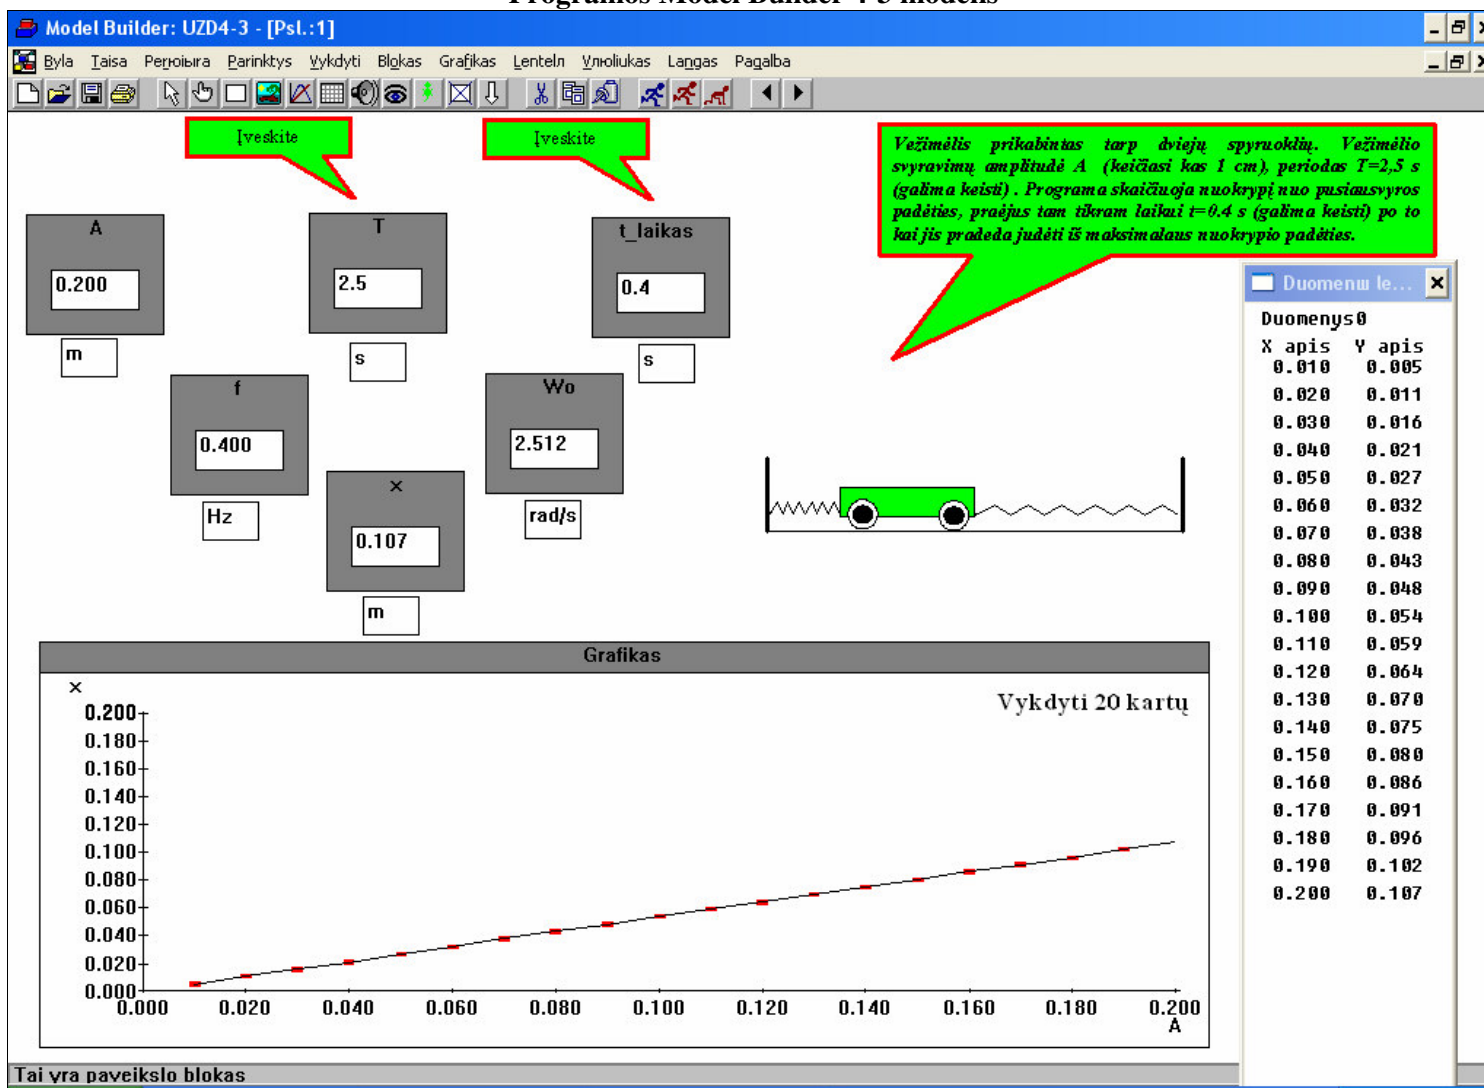 Programos Model Builder 4-3 modelis
Model Builder: UZD4-3 - [Psl.:1]
Byla Taisa Parinktys Vykdyti Blokas Grafikas Langas Pagalba
Įveskite
Įveskite
Vežimėlis prikabintas tarp dviejų spyruoklių. Vežimėlio
svyravimų amplitudė A (keičiasi kas 1 cm), periodas T=2,5 s
(galima keisti) . Programa skaičiuoja nuokrypį nuo pusiausvyros
padėties, praėjus tam tikram laikui t=0.4 s (galima keisti) po to
kai jis pradeda judėti iš maksimalaus nuokrypio padėties.
A
0.200
m
T
2.5
s
t_laikas
0.4
s
f
0.400
Hz
Wo
2.512
rad/s
x
0.107
m
Grafikas
x
Vykdyti 20 kartų
0.200
0.180
0.160
0.140
0.120
0.100
0.080
0.060
0.040
0.020
0.000
0.000 0.020 0.040 0.060 0.080 0.100 0.120 0.140 0.160 0.180 0.200
A
Duomenш le...
Duomenys0
X apis Y apis
0.010 0.005
0.020 0.011
0.030 0.016
0.040 0.021
0.050 0.027
0.060 0.032
0.070 0.038
0.080 0.043
0.090 0.048
0.100 0.054
0.110 0.059
0.120 0.064
0.130 0.070
0.140 0.075
0.150 0.080
0.160 0.086
0.170 0.091
0.180 0.096
0.190 0.102
0.200 0.107
Tai yra paveikslo blokas